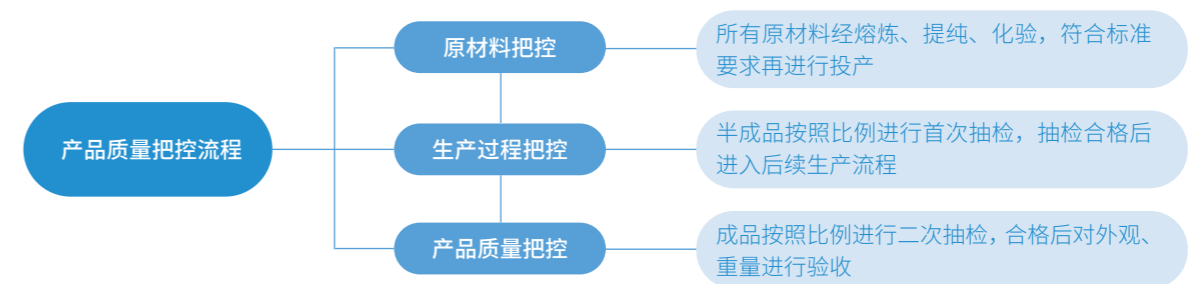 产品质量把控流程
原材料把控
所有原材料经熔炼、提纯、化验，符合标准
要求再进行投产
生产过程把控
半成品按照比例进行首次抽检，抽检合格后
进入后续生产流程
产品质量把控
成品按照比例进行二次抽检，合格后对外观、
重量进行验收